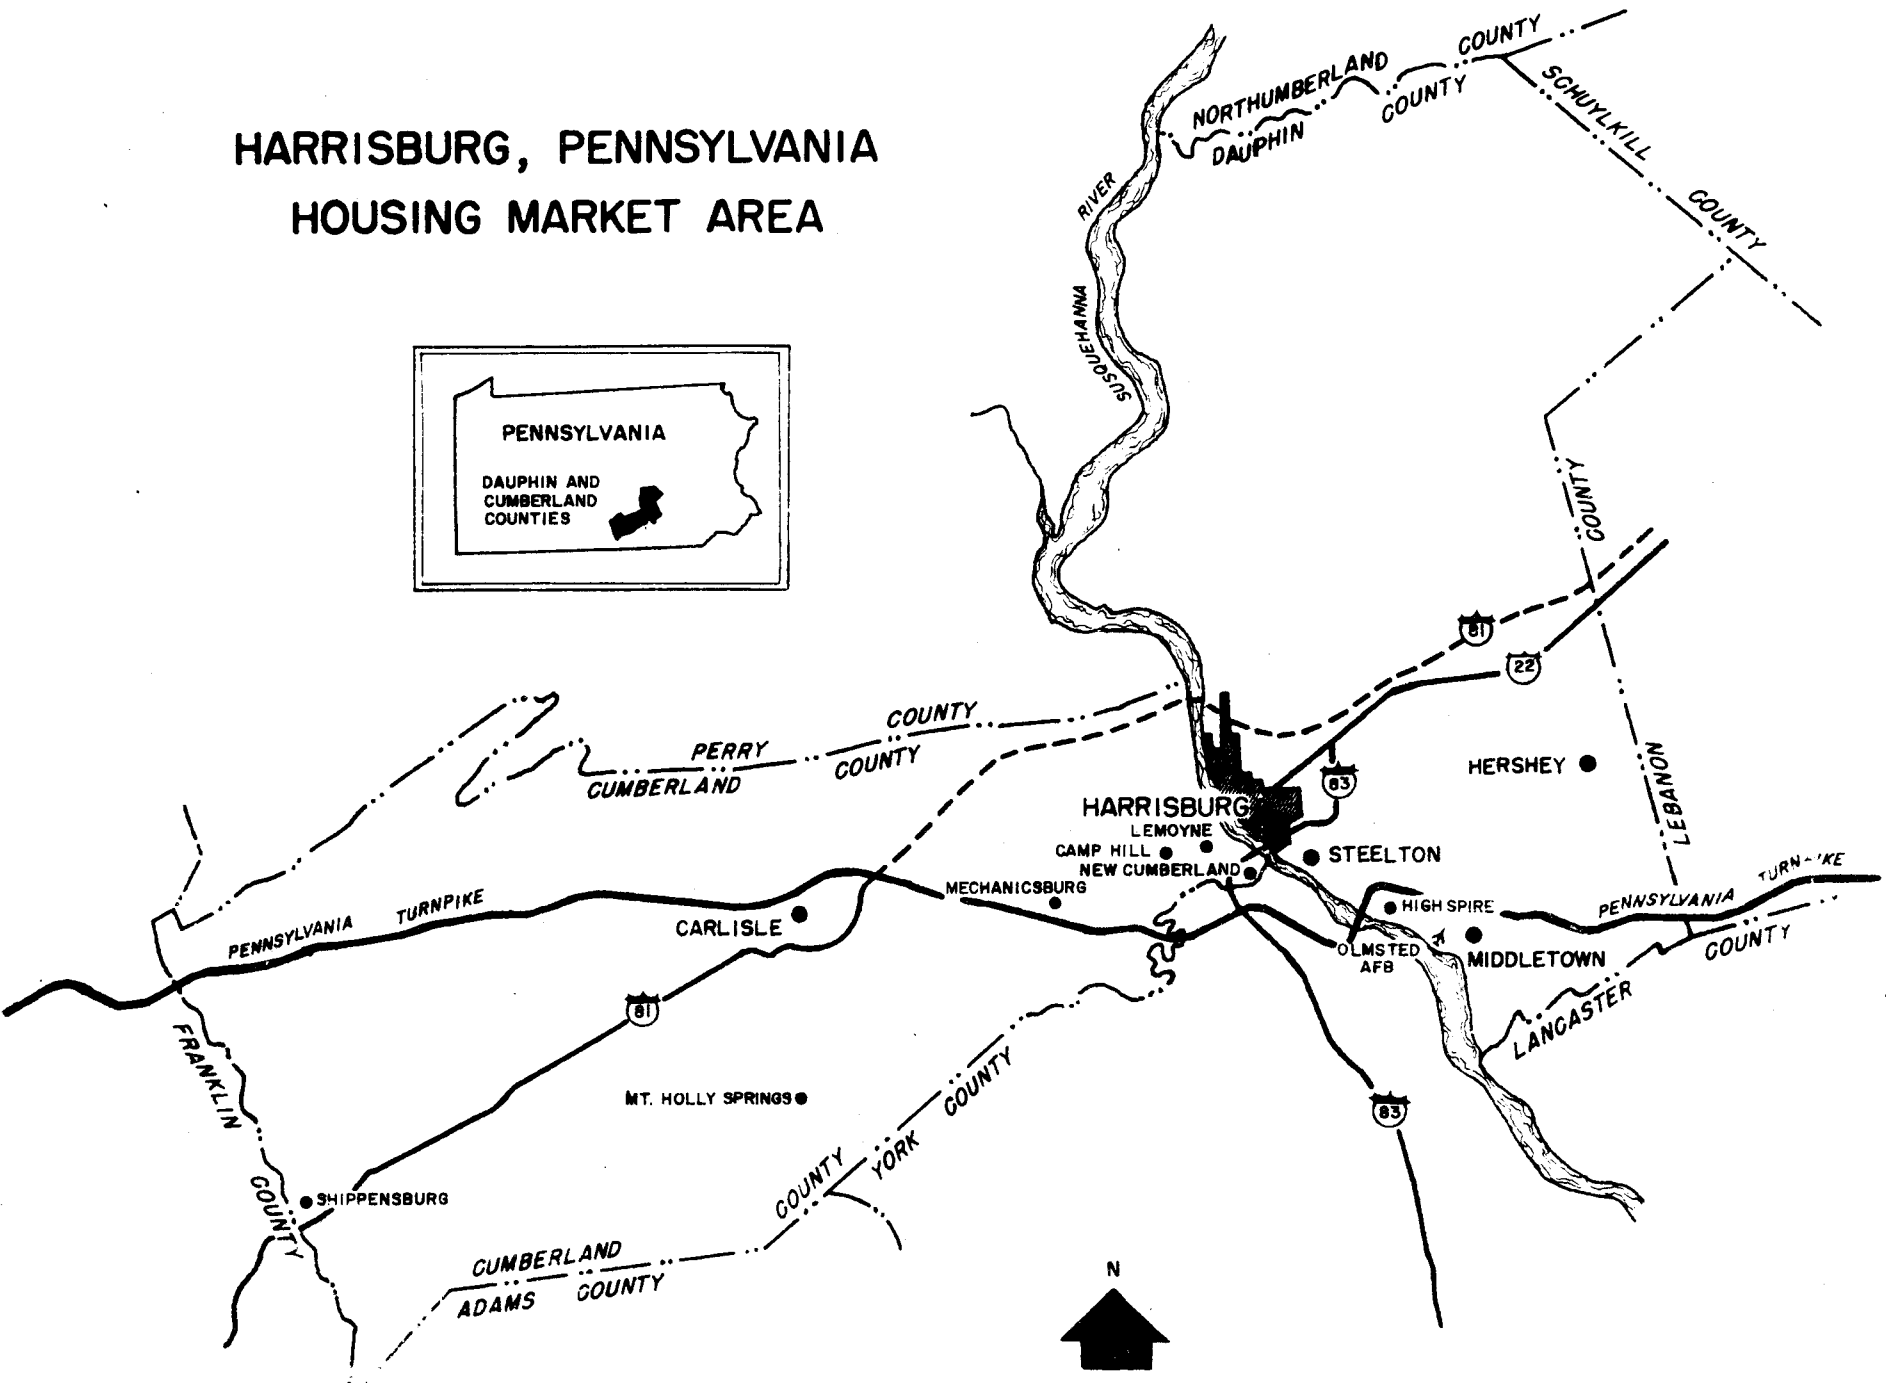 HARRISBURG, PENNSYLVANIA
HOUSING MARKET AREA
PENNSYLVANIA
DAUPHIN AND
CUMBERLAND
COUNTIES
NORTHUMBERLAND COUNTY
DAUPHIN COUNTY
SCHUYLKILL COUNTY
SUSQUEHANNA RIVER
LEBANON COUNTY
81
22
83
PERRY COUNTY
CUMBERLAND COUNTY
HERSHEY
HARRISBURG
LEMOYNE
CAMP HILL
NEW CUMBERLAND
STEELTON
MECHANICSBURG
CARLISLE
PENNSYLVANIA TURNPIKE
HIGHSPIRE
PENNSYLVANIA
OLMSTED
AFB
MIDDLETOWN
LANCASTER COUNTY
81
FRANKLIN COUNTY
MT. HOLLY SPRINGS
83
SHIPPENSBURG
CUMBERLAND COUNTY
YORK COUNTY
ADAMS COUNTY
N